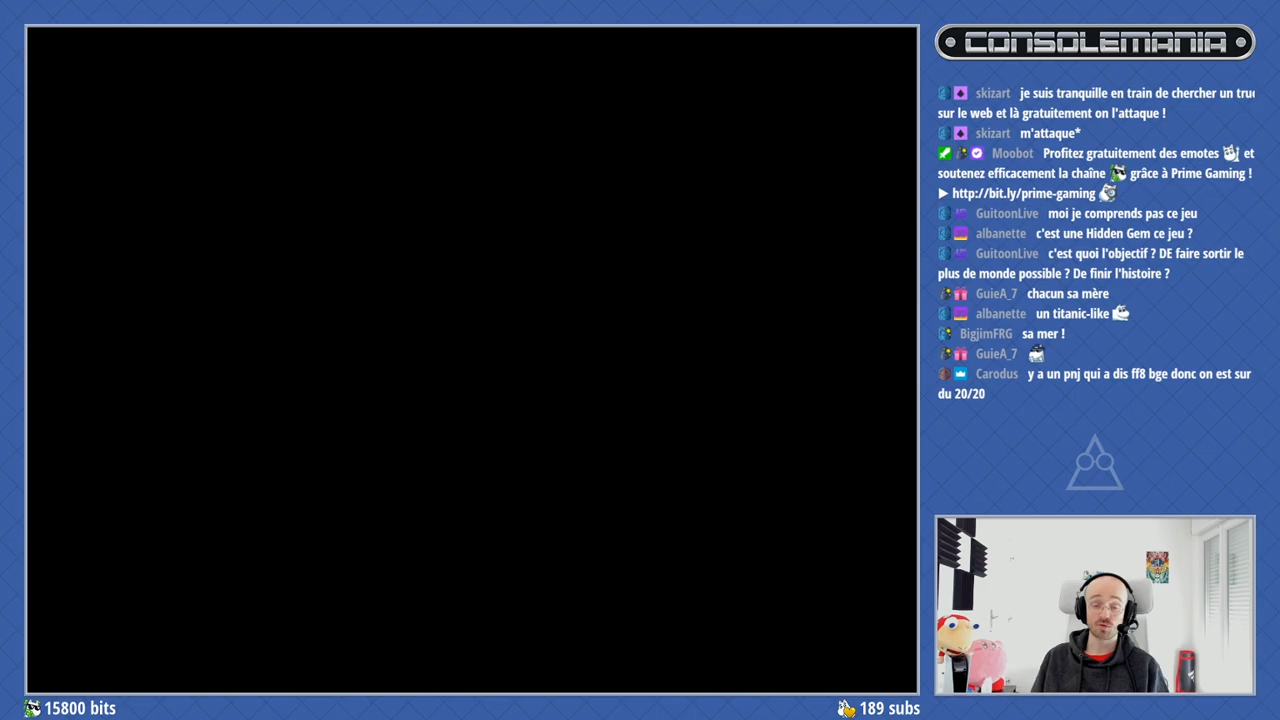 CONSOLEMANIA
skizart je suis tranquille en train de chercher un truc
sur le web et là gratuitement on l'attaque !
skizart m'attaque*
Moobot Profitez gratuitement des emotes et
soutenez efficacement la chaîne grâce à Prime Gaming !
▶ http://bit.ly/prime-gaming
GuitoonLive moi je comprends pas ce jeu
albanette c'est une Hidden Gem ce jeu ?
GuitoonLive c'est quoi l'objectif ? DE faire sortir le
plus de monde possible ? De finir l'histoire ?
GuieA_7 chacun sa mère
albanette un titanic-like
BigjimFRG sa mer !
GuieA_7
Carodus y a un pnj qui a dis ff8 bge donc on est sur
du 20/20
15800 bits
189 subs